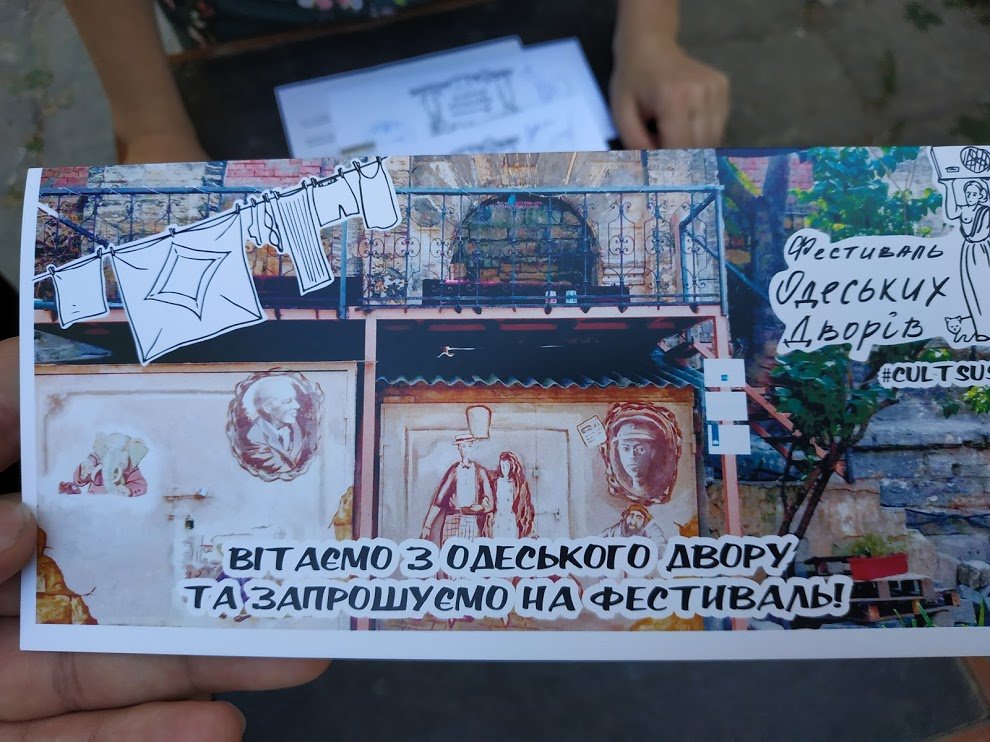 Фестиваль
Одеських
Дворів
#CULTSUS
ВІТАЄМО З ОДЕСЬКОГО ДВОРУ
ТА ЗАПРОШУЄМО НА ФЕСТИВАЛЬ!